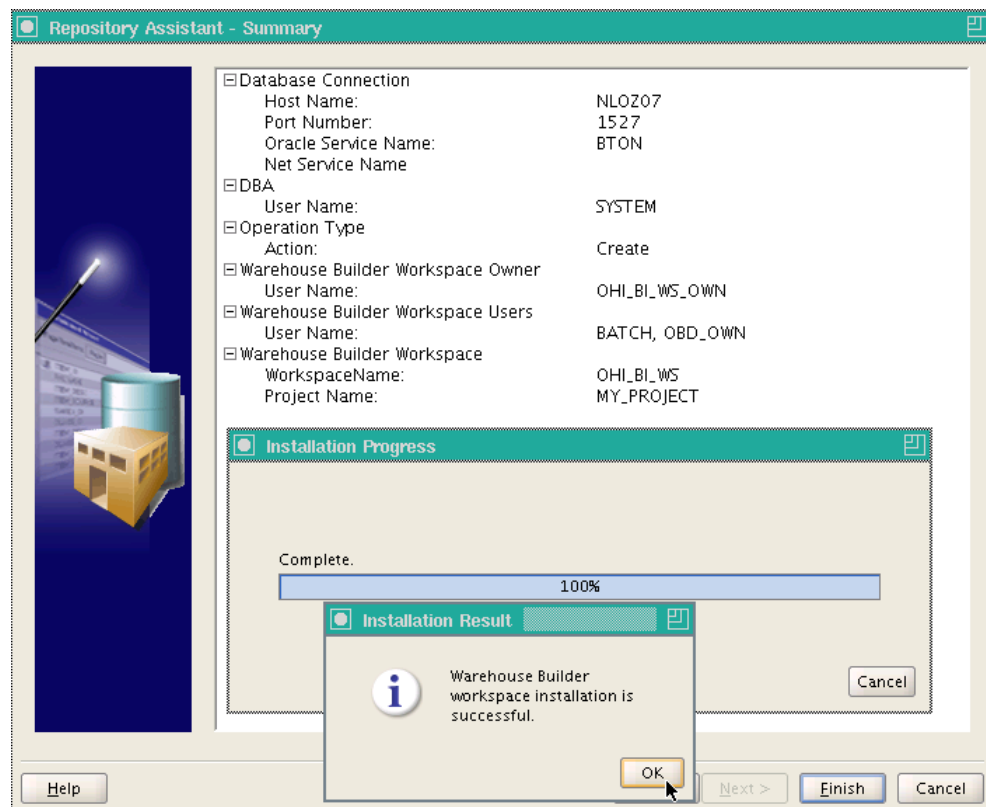 Repository Assistant - Summary
Database Connection
Host Name: NLOZ07
Port Number: 1527
Oracle Service Name: BTON
Net Service Name
DBA
User Name: SYSTEM
Operation Type
Action: Create
Warehouse Builder Workspace Owner
User Name: OHI_BI_WS_OWN
Warehouse Builder Workspace Users
User Name: BATCH, OBD_OWN
Warehouse Builder Workspace
WorkspaceName: OHI_BI_WS
Project Name: MY_PROJECT
Installation Progress
Complete.
100%
Cancel
Installation Result
Warehouse Builder
workspace installation is
successful.
OK
Help
Next >
Finish
Cancel